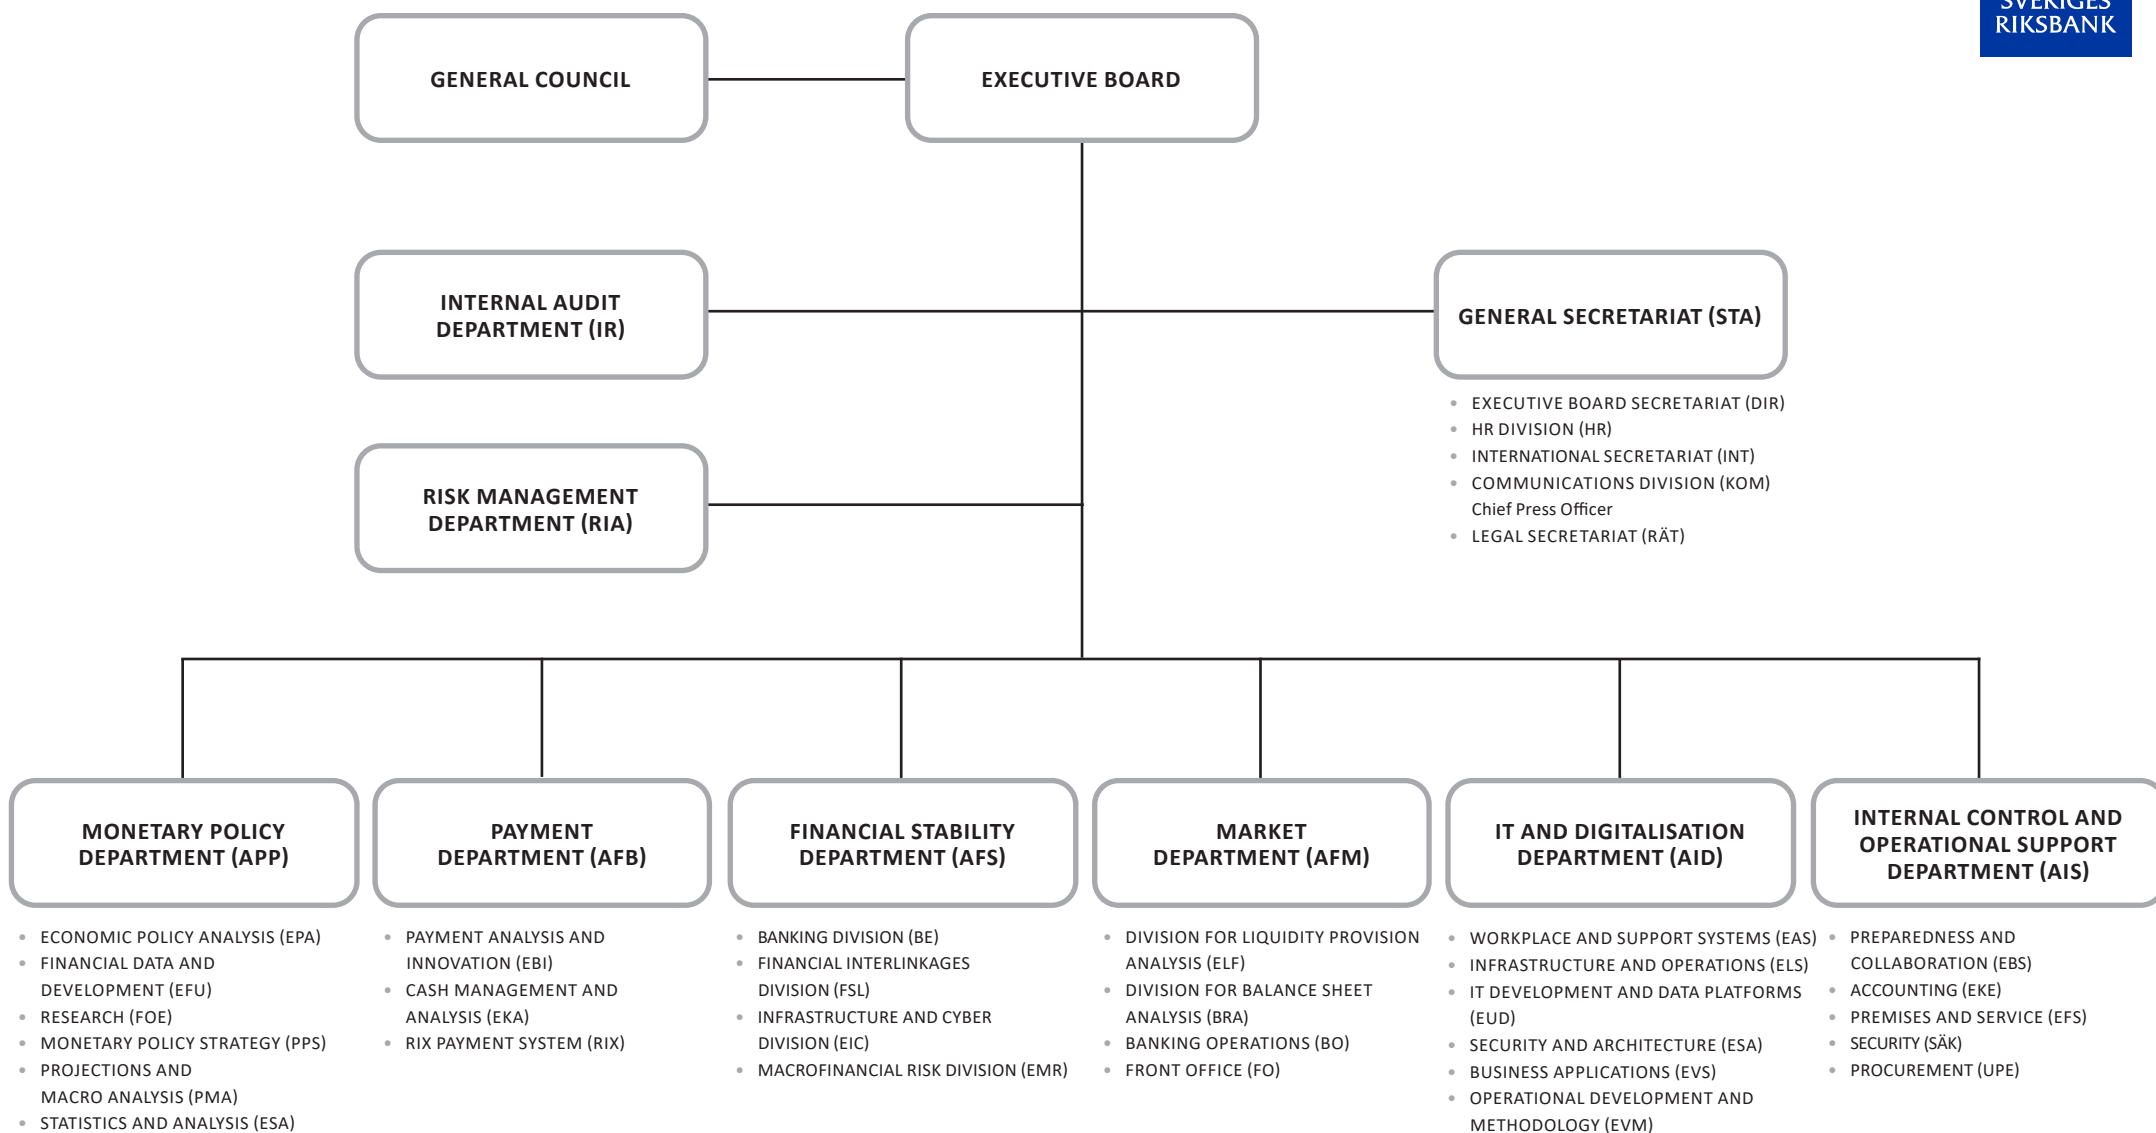 SVERIGES
RIKSBANK
GENERAL COUNCIL
EXECUTIVE BOARD
INTERNAL AUDIT
DEPARTMENT (IR)
GENERAL SECRETARIAT (STA)
• EXECUTIVE BOARD SECRETARIAT (DIR)
• HR DIVISION (HR)
• INTERNATIONAL SECRETARIAT (INT)
• COMMUNICATIONS DIVISION (KOM)
Chief Press Officer
• LEGAL SECRETARIAT (RÄT)
RISK MANAGEMENT
DEPARTMENT (RIA)
MONETARY POLICY
DEPARTMENT (APP)
• ECONOMIC POLICY ANALYSIS (EPA)
• FINANCIAL DATA AND
DEVELOPMENT (EFU)
• RESEARCH (FOE)
• MONETARY POLICY STRATEGY (PPS)
• PROJECTIONS AND
MACRO ANALYSIS (PMA)
• STATISTICS AND ANALYSIS (ESA)
PAYMENT
DEPARTMENT (AFB)
• PAYMENT ANALYSIS AND
INNOVATION (EBI)
• CASH MANAGEMENT AND
ANALYSIS (EKA)
• RIX PAYMENT SYSTEM (RIX)
FINANCIAL STABILITY
DEPARTMENT (AFS)
• BANKING DIVISION (BE)
• FINANCIAL INTERLINKAGES
DIVISION (FSL)
• INFRASTRUCTURE AND CYBER
DIVISION (EIC)
• MACROFINANCIAL RISK DIVISION (EMR)
MARKET
DEPARTMENT (AFM)
• DIVISION FOR LIQUIDITY PROVISION
ANALYSIS (ELF)
• DIVISION FOR BALANCE SHEET
ANALYSIS (BRA)
• BANKING OPERATIONS (BO)
• FRONT OFFICE (FO)
IT AND DIGITALISATION
DEPARTMENT (AID)
• WORKPLACE AND SUPPORT SYSTEMS (EAS)
• INFRASTRUCTURE AND OPERATIONS (ELS)
• IT DEVELOPMENT AND DATA PLATFORMS
(EUD)
• SECURITY AND ARCHITECTURE (ESA)
• BUSINESS APPLICATIONS (EVS)
• OPERATIONAL DEVELOPMENT AND
METHODOLOGY (EVM)
INTERNAL CONTROL AND
OPERATIONAL SUPPORT
DEPARTMENT (AIS)
• PREPAREDNESS AND
COLLABORATION (EBS)
• ACCOUNTING (EKE)
• PREMISES AND SERVICE (EFS)
• SECURITY (SÄK)
• PROCUREMENT (UPE)